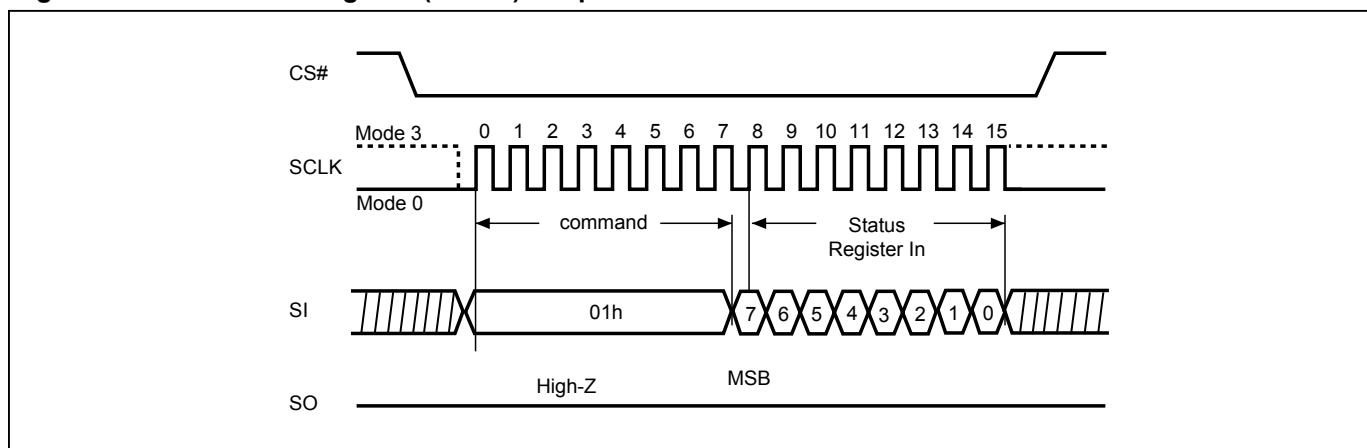 CS#
Mode 3
0 1 2 3 4 5 6 7 8 9 10 11 12 13 14 15
SCLK
Mode 0
command
Status
Register In
SI
01h
7 6 5 4 3 2 1 0
High-Z
MSB
SO